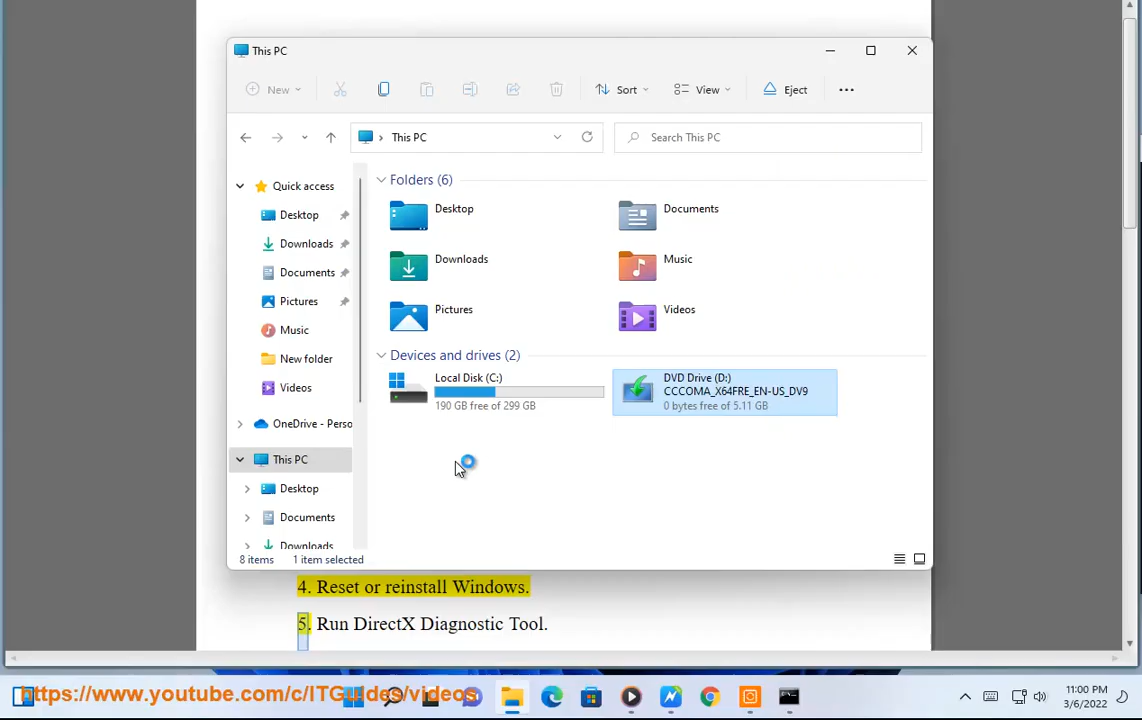 This PC
New
Sort
View
Eject
This PC
Search This PC
Quick access
Desktop
Downloads
Documents
Pictures
Music
New folder
Videos
OneDrive - Perso
This PC
Desktop
Documents
Downloads
Folders (6)
Desktop
Documents
Downloads
Music
Pictures
Videos
Devices and drives (2)
Local Disk (C:)
190 GB free of 299 GB
DVD Drive (D:)
CCCOMA_X64FRE_EN-US_DV9
0 bytes free of 5.11 GB
8 items
1 item selected
4. Reset or reinstall Windows.
5. Run DirectX Diagnostic Tool.
https://www.youtube.com/c/ITGuides/videos
11:00 PM
3/6/2022